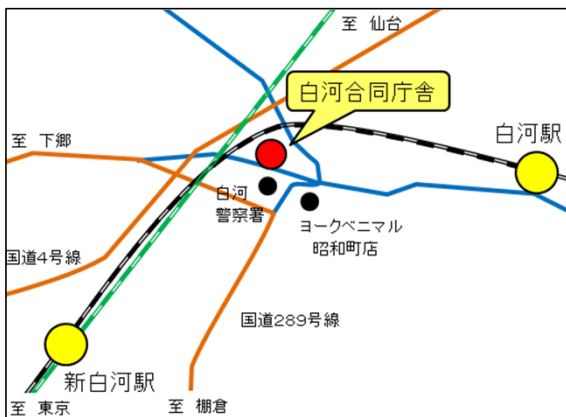 至 仙台
白河合同庁舎
白河駅
至 下郷
白河
警察署
ヨークベニマル
昭和町店
国道4号線
国道289号線
新白河駅
至 東京
至 棚倉